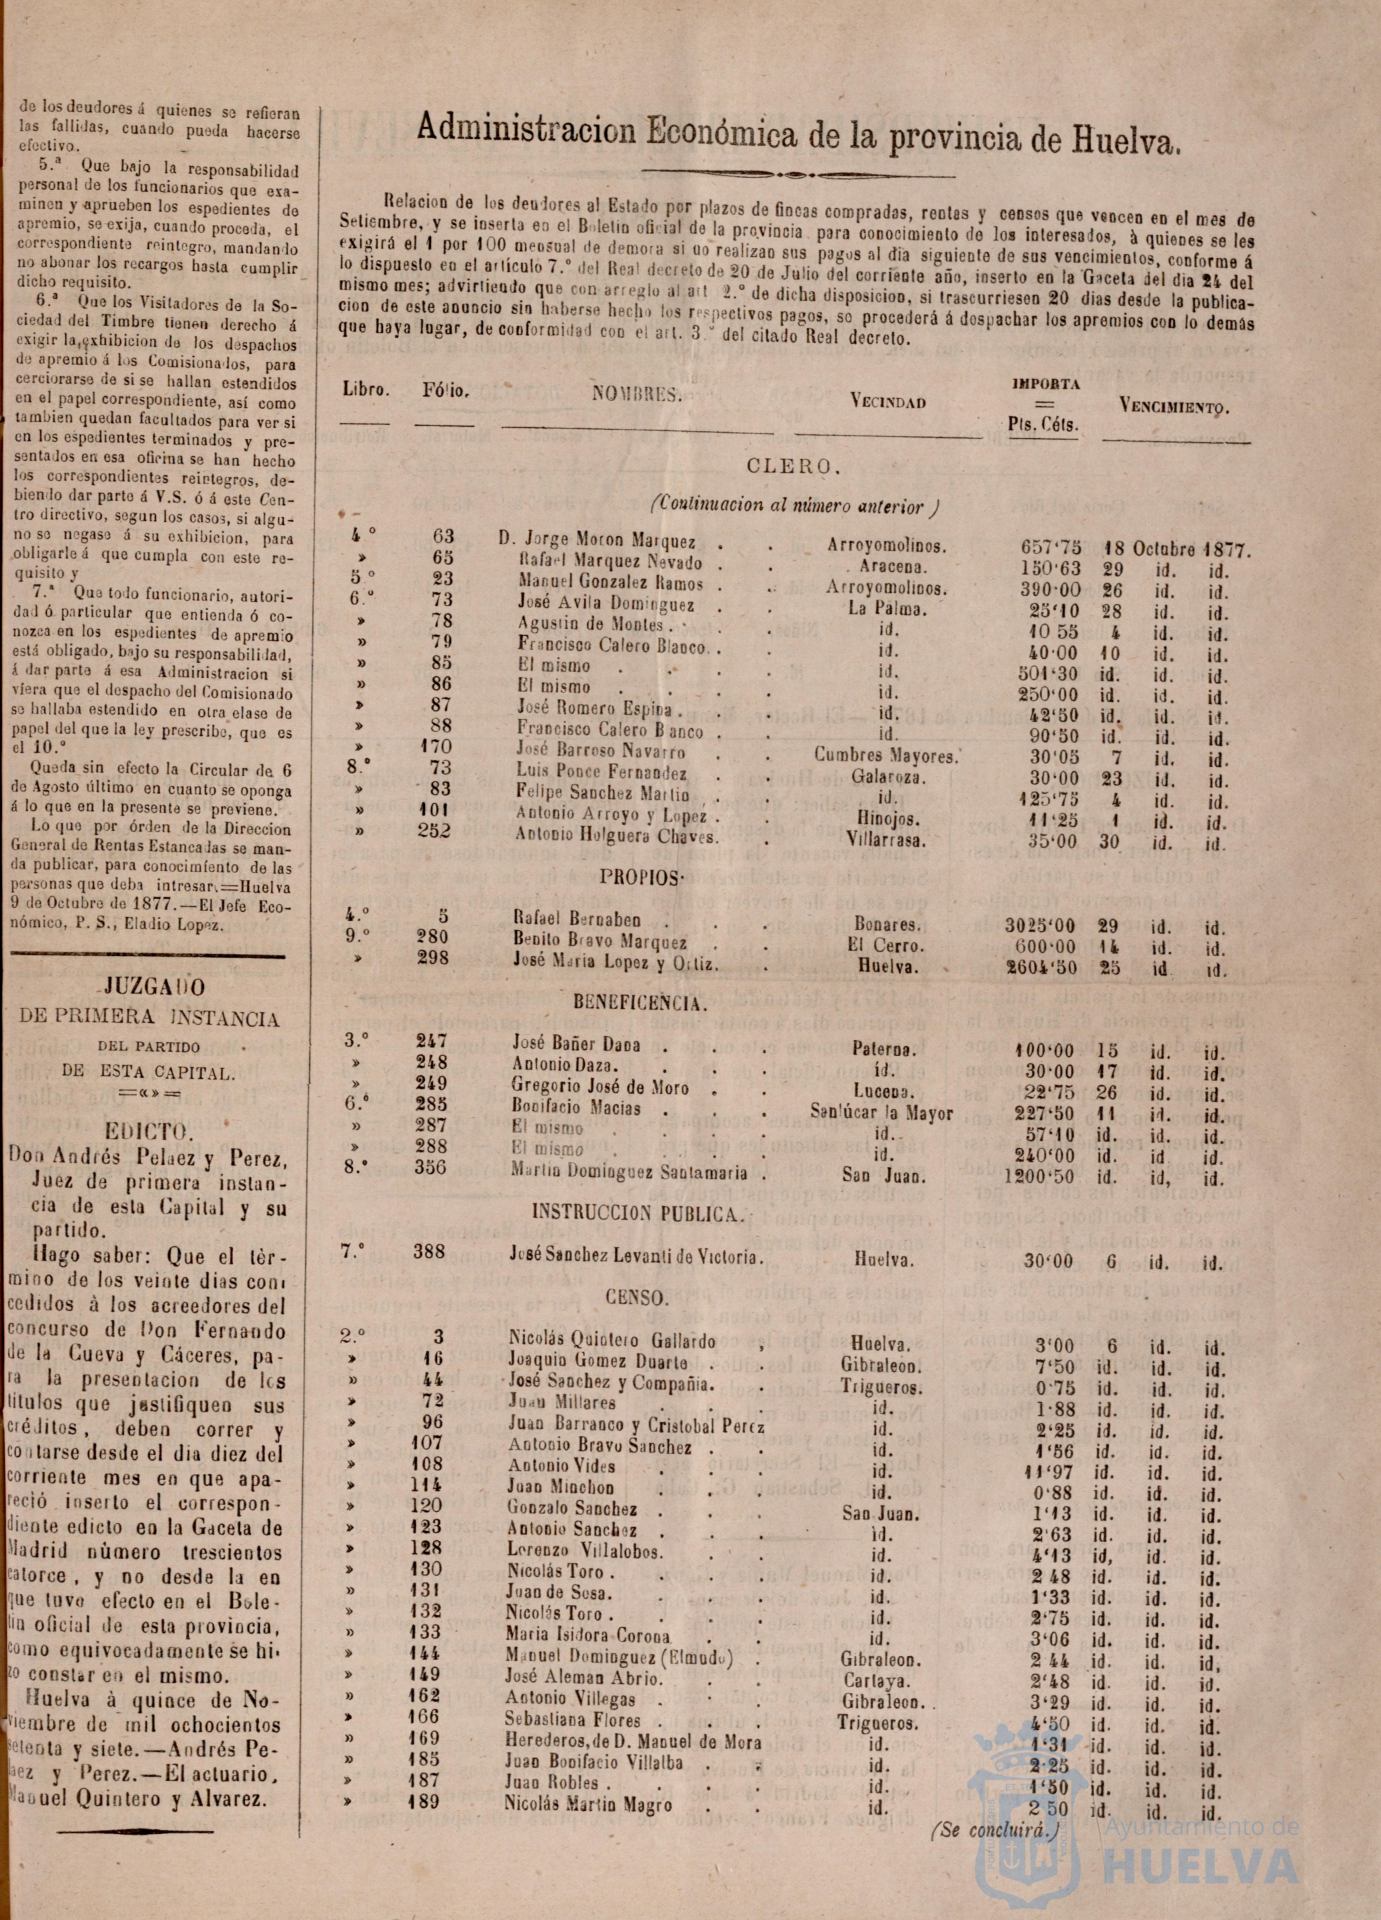 de los deudores á quienes se refieran
las fallidas, cuando pueda hacerse
efectivo.
5.ª Que bajo la responsabilidad
personal de los funcionarios que exa-
minen y aprueben los espedientes de
apremio, se exija, cuando proceda, el
correspondiente reintegro, mandando
no abonar los recargos hasta cumplir
dicho requisito.
6.ª Que los Visitadores de la So-
ciedad del Timbre tienen derecho á
exigir la exhibicion de los despachos
de apremio á los Comisionados, para
cerciorarse de si se hallan estendidos
en el papel correspondiente, así como
tambien quedan facultados para ver si
en los espedientes terminados y pre-
sentados en esa oficina se han hecho
los correspondientes reintegros, de-
biendo dar parte á V.S. ó á este Cen-
tro directivo, segun los casos, si algu-
no se negase á su exhibicion, para
obligarle á que cumpla con este re-
quisito y
7.ª Que todo funcionario, autori-
dad ó particular que entienda ó co-
nozca en los espedientes de apremio
está obligado, bajo su responsabilidad,
á dar parte á esa Administracion si
viera que el despacho del Comisionado
se hallaba estendido en otra clase de
papel del que la ley prescribe, que es
el 10.º
Queda sin efecto la Circular de 6
de Agosto último en cuanto se oponga
á lo que en la presente se previene.
Lo que por órden de la Direccion
General de Rentas Estancadas se man-
da publicar, para conocimiento de las
personas que deba intresar.=Huelva
9 de Octubre de 1877.—El Jefe Eco-
nómico, P. S., Eladio Lopez.
JUZGADO
DE PRIMERA INSTANCIA
DEL PARTIDO
DE ESTA CAPITAL.
=«»=
EDICTO.
Don Andrés Pelaez y Perez,
Juez de primera instan-
cia de esta Capital y su
partido.
Hago saber: Que el tér-
mino de los veinte dias con
cedidos à los acreedores del
concurso de Don Fernando
de la Cueva y Cáceres, pa-
ra la presentacion de los
titulos que justifiquen sus
créditos, deben correr y
contarse desde el dia diez del
corriente mes en que apa-
reció inserto el correspon-
diente edicto en la Gaceta de
Madrid nùmero trescientos
catorce, y no desde la en
que tuvo efecto en el Bole-
tin oficial de esta provincia,
como equivocadamente se hi-
zo constar en el mismo.
Huelva à quince de No-
viembre de mil ochocientos
setenta y siete.—Andrés Pe-
laez y Perez.—El actuario,
Manuel Quintero y Alvarez.
Administracion Económica de la provincia de Huelva.
Relacion de los deudores al Estado por plazos de fincas compradas, rentas y censos que vencen en el mes de
Setiembre, y se inserta en el Boletin oficial de la provincia para conocimiento de los interesados, à quienes se les
exigirá el 1 por 100 mensual de demora si no realizan sus pagos al dia siguiente de sus vencimientos, conforme á
lo dispuesto en el artículo 7.º del Real decreto de 20 de Julio del corriente año, inserto en la Gaceta del dia 24 del
mismo mes; advirtiendo que con arreglo al art 2.º de dicha disposicion, si trascurriesen 20 dias desde la publica-
cion de este anuncio sin haberse hecho los respectivos pagos, se procederá á despachar los apremios con lo demás
que haya lugar, de conformidad con el art. 3.º del citado Real decreto.
Libro. Fólio. NOMBRES. VECINDAD IMPORTA = Pts. Céts. VENCIMIENTO.
CLERO.
(Continuacion al número anterior)
4º 63 D. Jorge Moron Marquez . . Arroyomolinos. 657'75 18 Octubre 1877.
» 65 Rafael Marquez Nevado . . Aracena. 150'63 29 id. id.
5º 23 Manuel Gonzalez Ramos . . Arroyomolinos. 390·00 26 id. id.
6.º 73 José Avila Dominguez . . La Palma. 25'10 28 id. id.
» 78 Agustin de Montes . . . id. 10 55 4 id. id.
» 79 Francisco Calero Blanco. . . id. 40·00 10 id. id.
» 85 El mismo . . . . id. 501'30 id. id. id.
» 86 El mismo . . . . id. 250'00 id. id. id.
» 87 José Romero Espina . . . id. 42'50 id. id. id.
» 88 Francisco Calero Blanco . . id. 90'50 id. id. id.
» 170 José Barroso Navarro . . Cumbres Mayores. 30'05 7 id. id.
8.º 73 Luis Ponce Fernandez . . Galaroza. 30'00 23 id. id.
» 83 Felipe Sanchez Martin . . id. 125'75 4 id. id.
» 101 Antonio Arroyo y Lopez . . Hinojos. 11'25 1 id. id.
» 252 Antonio Holguera Chaves. . Villarrasa. 35'00 30 id. id.
PROPIOS·
4.º 5 Rafael Bernaben . . . Bonares. 3025'00 29 id. id.
9.º 280 Benito Bravo Marquez . . El Cerro. 600'00 14 id. id.
» 298 José Maria Lopez y Ortiz. . Huelva. 2604'50 25 id id.
BENEFICENCIA.
3.º 247 José Bañer Dana . . . Paterna. 100'00 15 id. id.
» 248 Antonio Daza. . . . id. 30'00 17 id. id.
» 249 Gregorio José de Moro . . Lucena. 22'75 26 id. id.
6.º 285 Bonifacio Macias . . . Sanlúcar la Mayor 227'50 11 id. id.
» 287 El mismo . . . . id. 57'10 id. id. id.
» 288 El mismo . . . . id. 240'00 id. id id.
8.º 356 Martin Dominguez Santamaria . San Juan. 1200'50 id. id, id.
INSTRUCCION PUBLICA.
7.º 388 José Sanchez Levanti de Victoria. Huelva. 30'00 6 id. id.
CENSO.
2.º 3 Nicolás Quintero Gallardo , Huelva. 3'00 6 id. id.
» 16 Joaquin Gomez Duarte . . Gibraleon. 7'50 id. id. id.
» 44 José Sanchez y Compañia. . Trigueros. 0'75 id. id. id.
» 72 Juan Millares . . . id. 1·88 id. id. id.
» 96 Juan Barranco y Cristobal Perez id. 2'25 id. id. id.
» 107 Antonio Bravo Sanchez . . id. 1'56 id. id. id.
» 108 Antonio Vides . . . id. 11'97 id. id. id.
» 114 Juan Minchon . . . id. 0'88 id. id. id.
» 120 Gonzalo Sanchez . . . San Juan. 1'13 id. id. id.
» 123 Antonio Sanchez . . . id. 2'63 id. id. id.
» 128 Lorenzo Villalobos. . . id. 4'13 id, id. id.
» 130 Nicolás Toro . . . . id. 2 48 id. id. id.
» 131 Juan de Sosa. . . . id. 1'33 id. id. id.
» 132 Nicolás Toro . . . . id. 2'75 id. id. id.
» 133 Maria Isidora Corona . . id. 3'06 id. id. id.
» 144 Manuel Dominguez (El mudo) . Gibraleon. 2 44 id. id. id,
» 149 José Aleman Abrio. . . Cartaya. 2'48 id. id. id.
» 162 Antonio Villegas . . . Gibraleon. 3'29 id. id. id.
» 166 Sebastiana Flores . . . Trigueros. 4'50 id. id. id.
» 169 Herederos, de D. Manuel de Mora id. 1'31 id. id. id.
» 185 Juan Bonifacio Villalba . . id. 2·25 id. id. id.
» 187 Juan Robles . . . . id. 1'50 id. id. id.
» 189 Nicolás Martin Magro . . id. 2 50 id. id. id.
(Se concluirá.)
Ayuntamiento de
HUELVA